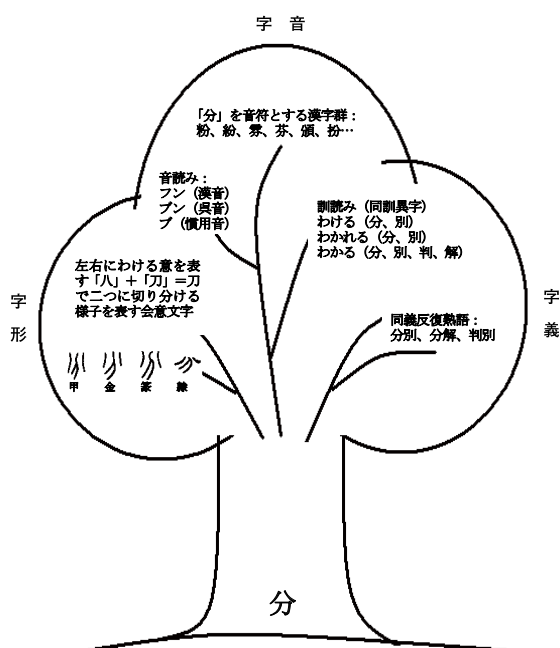 字 音
「分」を音符とする漢字群：
粉、紛、雰、芬、頒、扮…
音読み：
フン（漢音）
ブン（呉音）
ブ（慣用音）
訓読み（同訓異字）
わける（分、別）
わかれる（分、別）
わかる（分、別、判、解）
左右にわける意を表
す「八」＋「刀」＝刀
で二つに切り分ける
様子を表す会意文字
字
形
字
義
同義反復熟語：
分別、分解、判別
甲 金 篆 隷
分